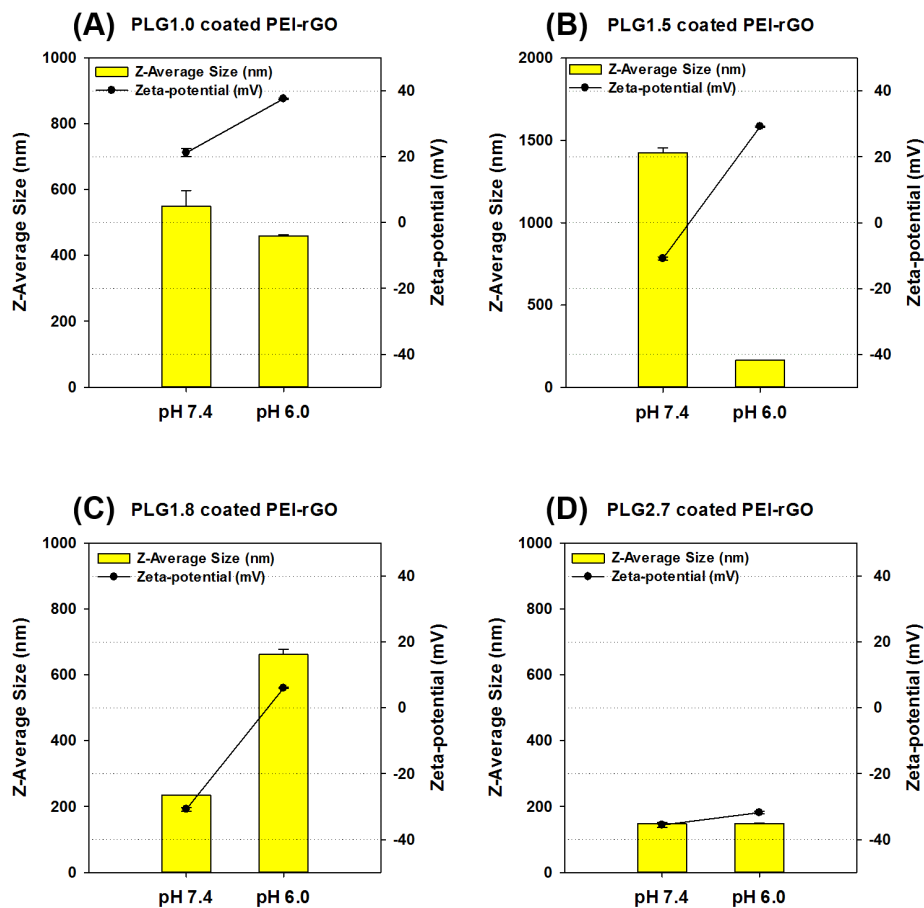 (A) PLG1.0 coated PEI-rGO
1000
800
600
400
200
0
Z-Average Size (nm)
Z-Average Size (nm)
Zeta-potential (mV)
40
20
0
-20
-40
Zeta-potential (mV)
pH 7.4 pH 6.0
(B) PLG1.5 coated PEI-rGO
2000
1500
1000
500
0
Z-Average Size (nm)
Z-Average Size (nm)
Zeta-potential (mV)
40
20
0
-20
-40
Zeta-potential (mV)
pH 7.4 pH 6.0
(C) PLG1.8 coated PEI-rGO
1000
800
600
400
200
0
Z-Average Size (nm)
Z-Average Size (nm)
Zeta-potential (mV)
40
20
0
-20
-40
Zeta-potential (mV)
pH 7.4 pH 6.0
(D) PLG2.7 coated PEI-rGO
1000
800
600
400
200
0
Z-Average Size (nm)
Z-Average Size (nm)
Zeta-potential (mV)
40
20
0
-20
-40
Zeta-potential (mV)
pH 7.4 pH 6.0